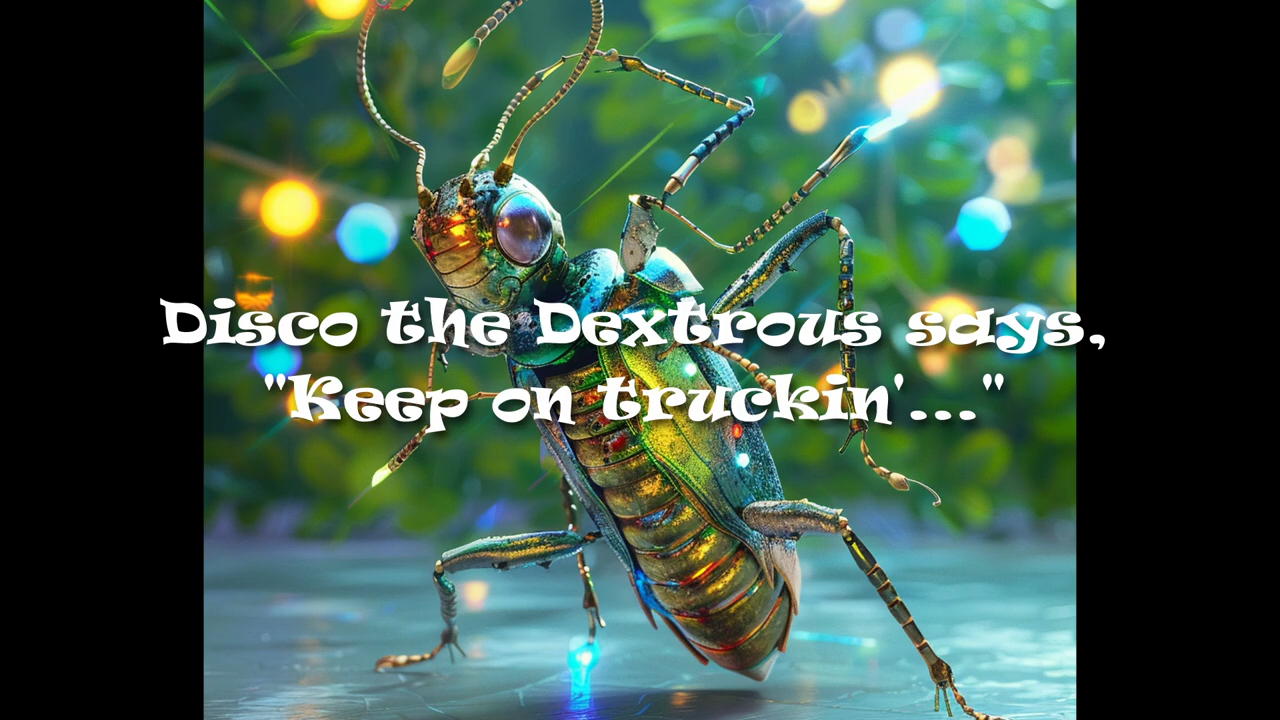 Disco the Dextrous says,
"Keep on truckin'..."